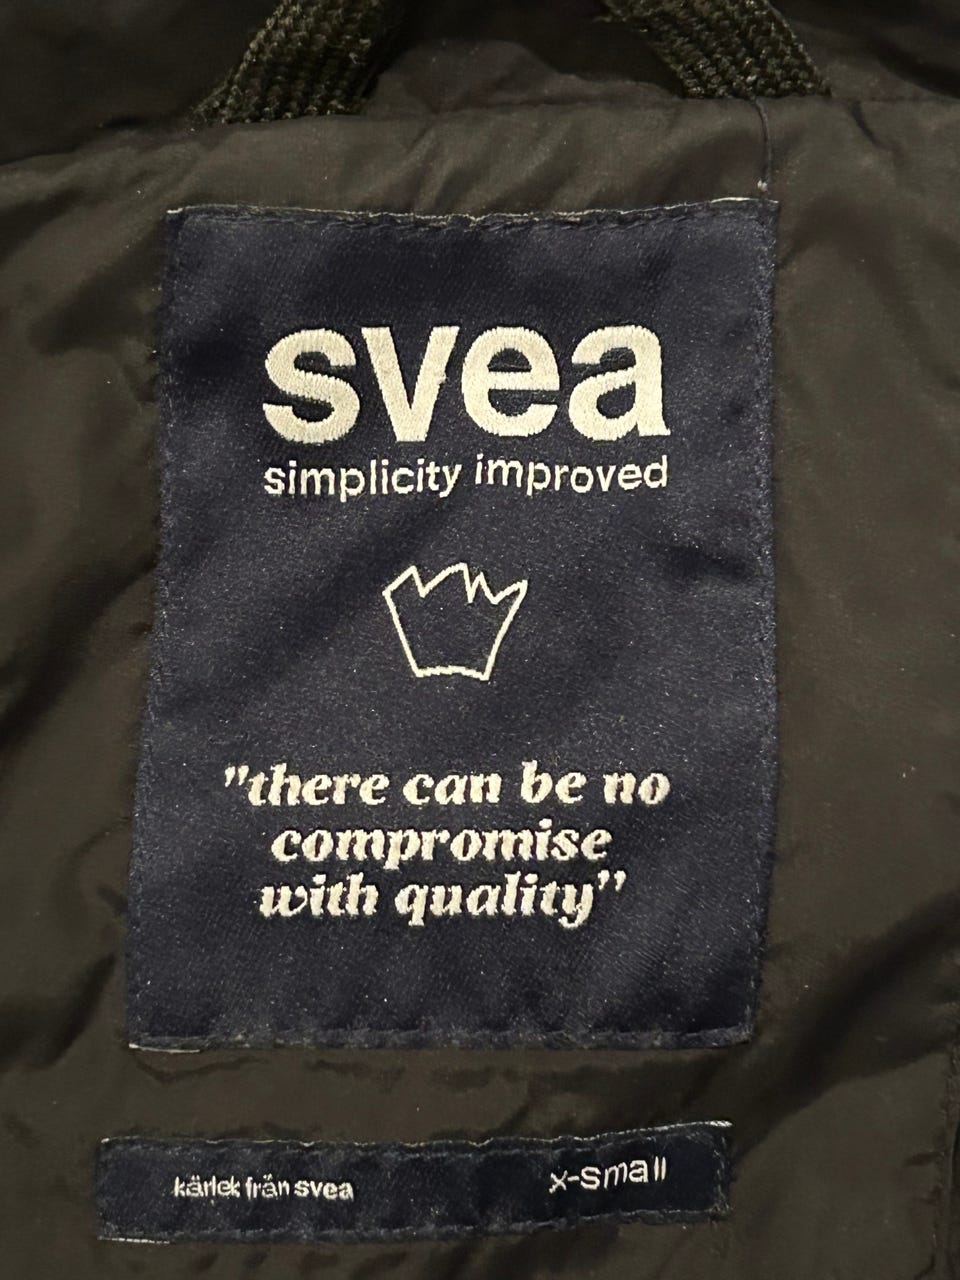 svea
simplicity improved
"there can be no
compromise
with quality"
kärlek från svea
x-small